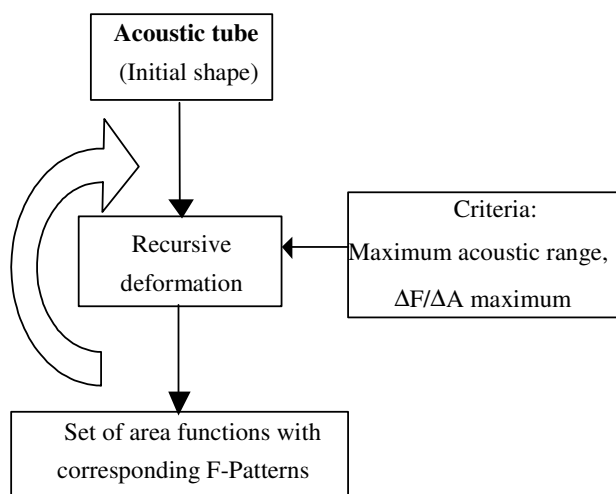 Acoustic tube
(Initial shape)
Recursive
deformation
Criteria:
Maximum acoustic range,
ΔF/ΔA maximum
Set of area functions with
corresponding F-Patterns